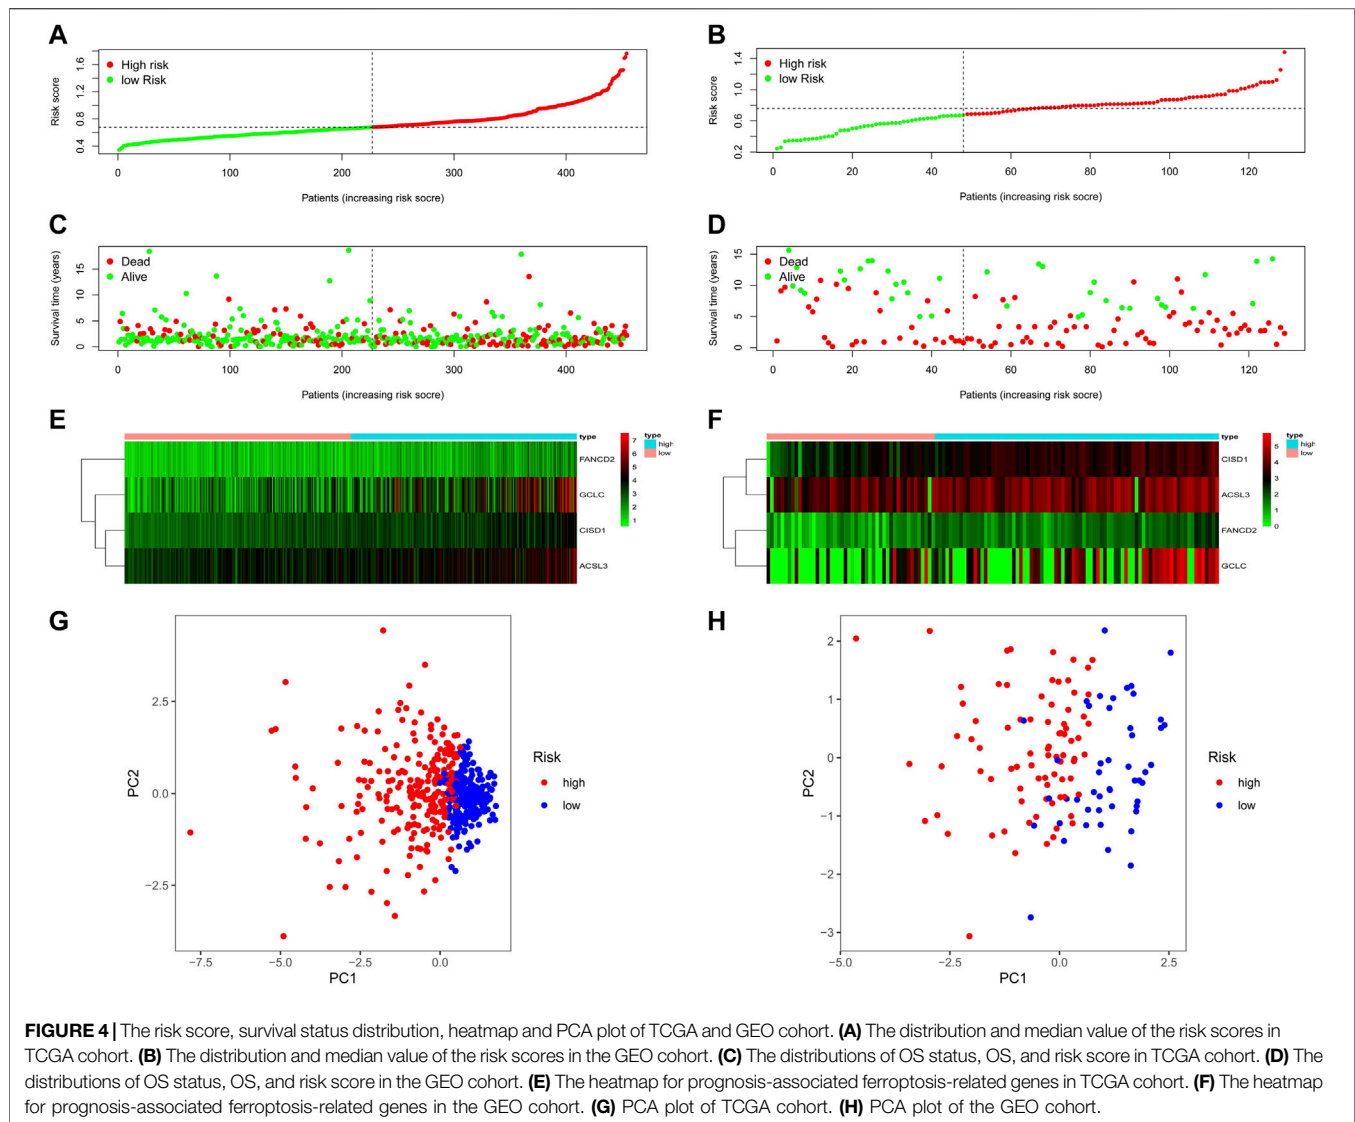 A
Risk score
1.6
1.2
0.8
0.4
High risk
low Risk
0
100
200
300
400
Patients (increasing risk socre)
B
Risk score
1.4
1.0
0.6
0.2
High risk
low Risk
0
20
40
60
80
100
120
Patients (increasing risk socre)
C
Survival time (years)
15
10
5
0
Dead
Alive
0
100
200
300
400
Patients (increasing risk socre)
D
Survival time (years)
15
10
5
0
Dead
Alive
0
20
40
60
80
100
120
Patients (increasing risk socre)
E
type
FANCD2
GCLC
CISD1
ACSL3
7
6
5
4
3
2
1
type
high
low
F
type
CISD1
ACSL3
FANCD2
GCLC
5
4
3
2
1
0
type
high
low
G
PC2
2.5
0.0
−2.5
−7.5
−5.0
−2.5
0.0
PC1
Risk
high
low
H
PC2
2
1
0
−1
−2
−3
−5.0
−2.5
0.0
2.5
PC1
Risk
high
low
FIGURE 4 | The risk score, survival status distribution, heatmap and PCA plot of TCGA and GEO cohort. (A) The distribution and median value of the risk scores in
TCGA cohort. (B) The distribution and median value of the risk scores in the GEO cohort. (C) The distributions of OS status, OS, and risk score in TCGA cohort. (D) The
distributions of OS status, OS, and risk score in the GEO cohort. (E) The heatmap for prognosis-associated ferroptosis-related genes in TCGA cohort. (F) The heatmap
for prognosis-associated ferroptosis-related genes in the GEO cohort. (G) PCA plot of TCGA cohort. (H) PCA plot of the GEO cohort.